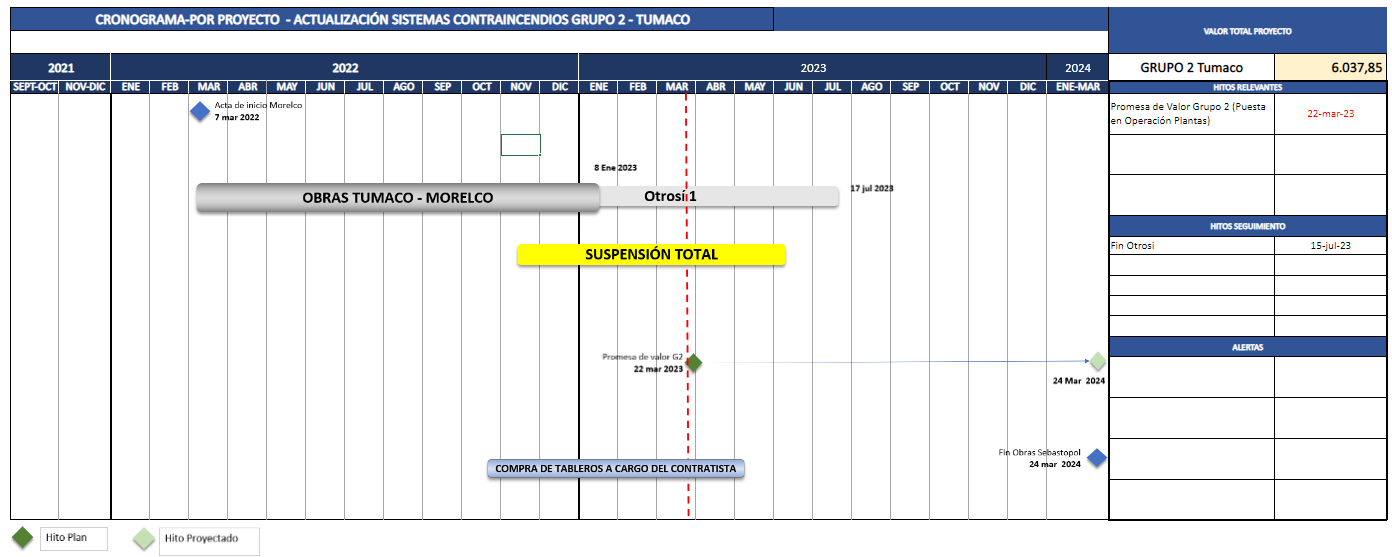 CRONOGRAMA-POR PROYECTO - ACTUALIZACIÓN SISTEMAS CONTRAINCENDIOS GRUPO 2 - TUMACO
VALOR TOTAL PROYECTO
2021 2022 2023 2024
GRUPO 2 Tumaco 6.037,85
SEPT-OCT NOV-DIC ENE FEB MAR ABR MAY JUN JUL AGO SEP OCT NOV DIC ENE FEB MAR ABR MAY JUN JUL AGO SEP OCT NOV DIC ENE-MAR
HITOS RELEVANTES
Acta de inicio Morelco
7 mar 2022
Promesa de Valor Grupo 2 (Puesta
en Operación Plantas)
22-mar-23
8 Ene 2023
OBRAS TUMACO - MORELCO
Otrosí 1
17 jul 2023
HITOS SEGUIMIENTO
Fin Otrosi 15-jul-23
SUSPENSIÓN TOTAL
ALERTAS
Promesa de valor G2
22 mar 2023
24 Mar 2024
Fin Obras Sebastopol
24 mar 2024
COMPRA DE TABLEROS A CARGO DEL CONTRATISTA
Hito Plan
Hito Proyectado